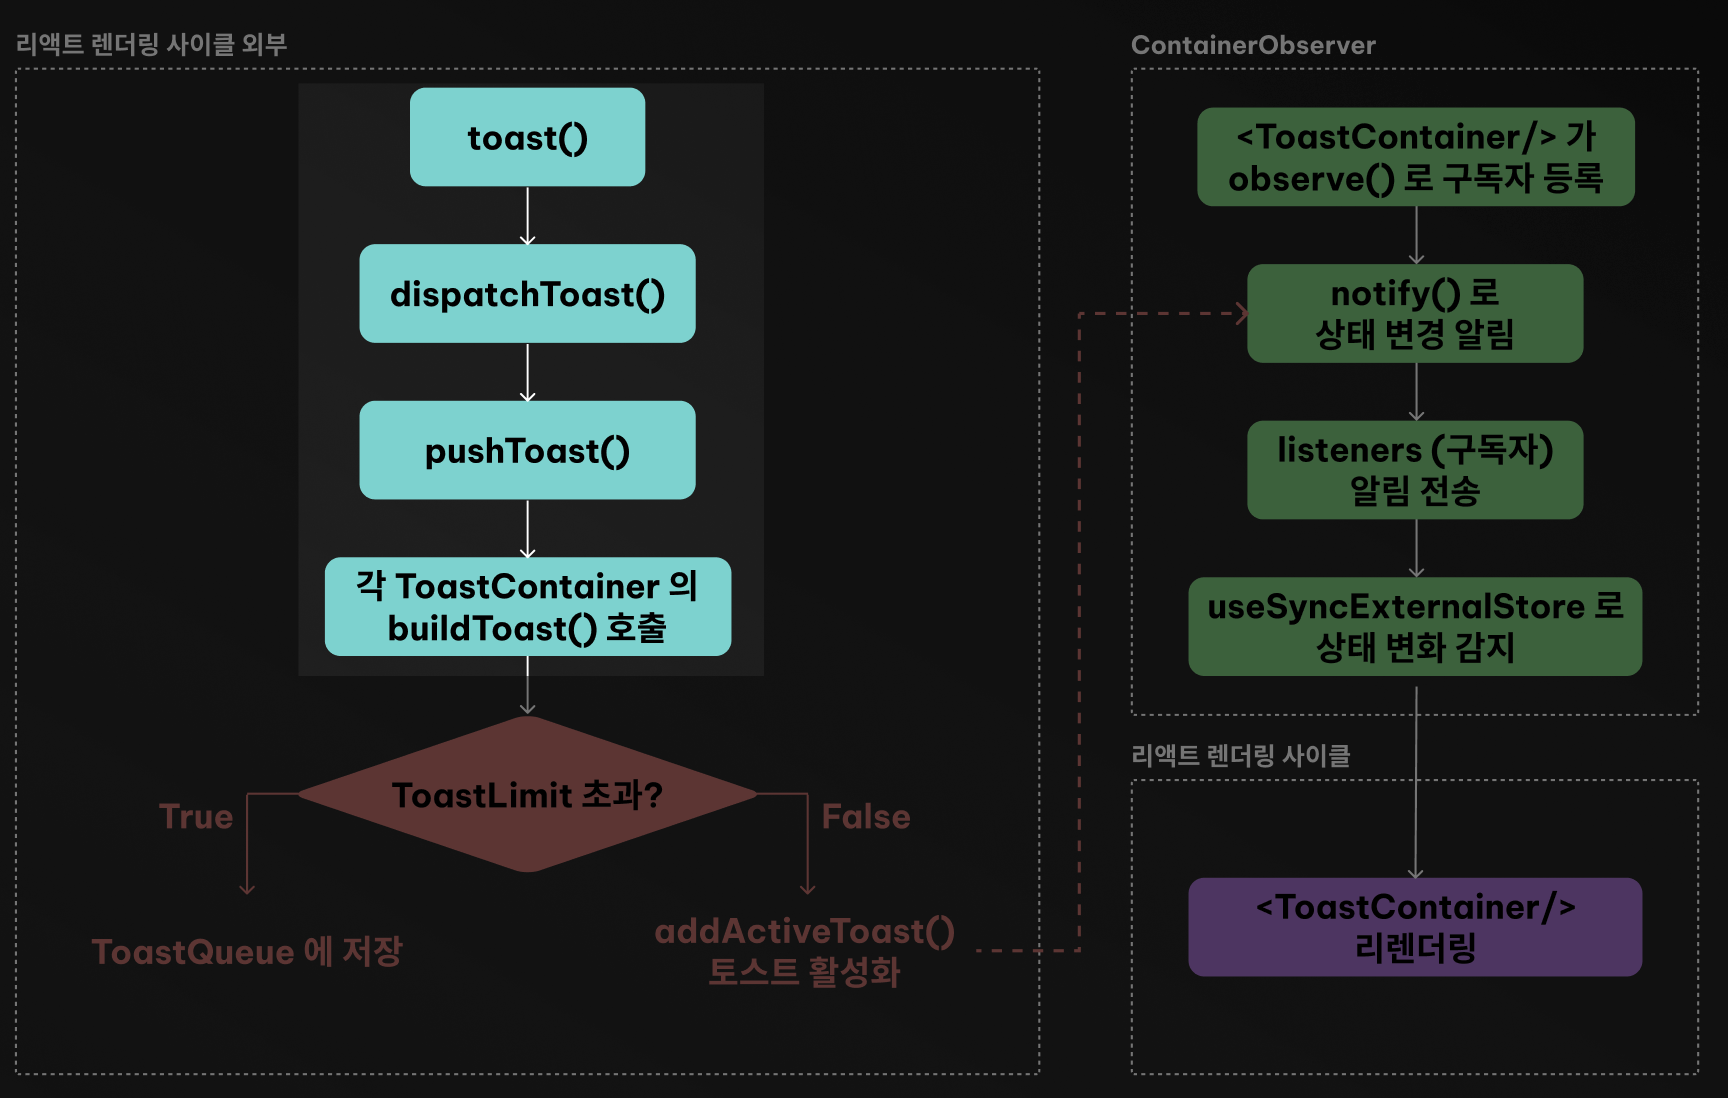 리액트 렌더링 사이클 외부
toast()
dispatchToast()
pushToast()
각 ToastContainer 의
buildToast() 호출
ToastLimit 초과?
True
False
ToastQueue 에 저장
addActiveToast()
토스트 활성화
ContainerObserver
<ToastContainer/> 가
observe() 로 구독자 등록
notify() 로
상태 변경 알림
listeners (구독자)
알림 전송
useSyncExternalStore 로
상태 변화 감지
리액트 렌더링 사이클
<ToastContainer/>
리렌더링